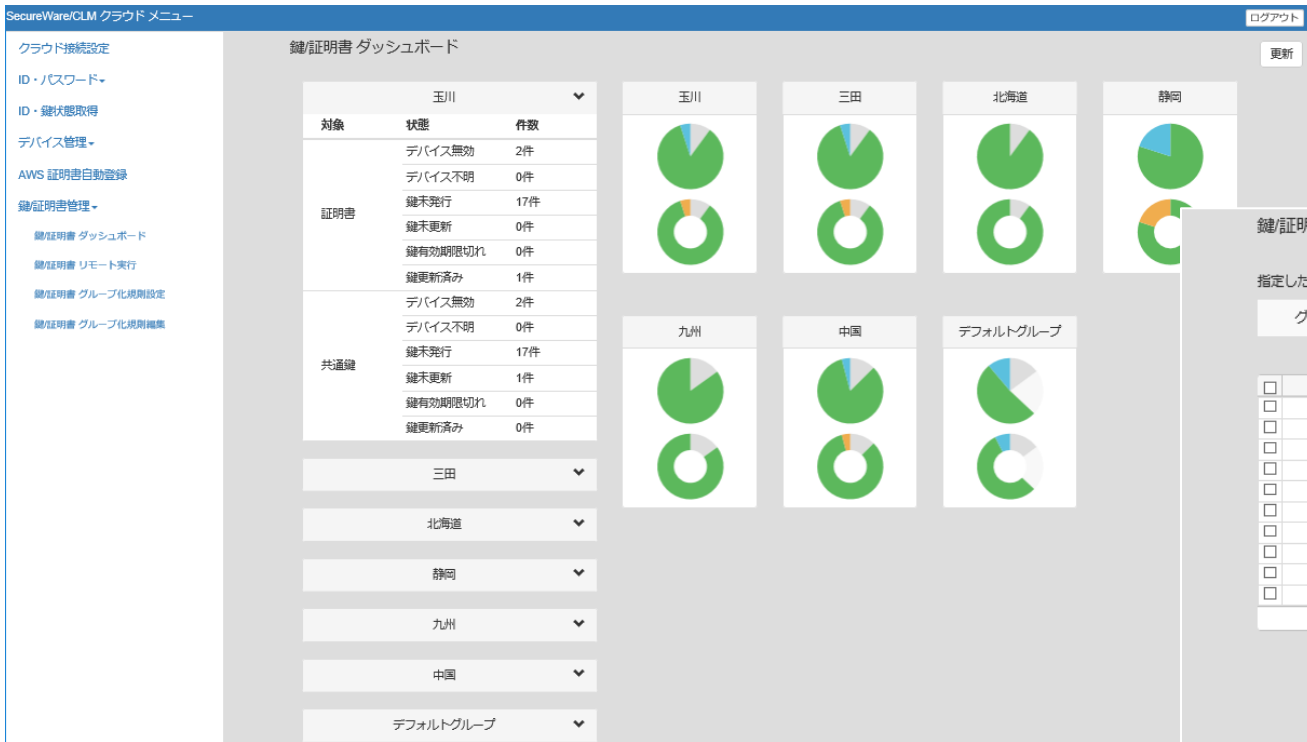 SecureWare/CLM クラウド メニュー
ログアウト
クラウド接続設定
ID・パスワード
ID・鍵状態取得
デバイス管理
AWS 証明書自動登録
鍵/証明書管理
鍵/証明書 ダッシュボード
鍵/証明書 リモート実行
鍵/証明書 グループ化規則設定
鍵/証明書 グループ化規則編集
鍵/証明書 ダッシュボード
更新
玉川
対象 状態 件数
証明書
デバイス無効 2件
デバイス不明 0件
鍵未発行 17件
鍵未更新 0件
鍵有効期限切れ 0件
鍵更新済み 1件
共通鍵
デバイス無効 2件
デバイス不明 0件
鍵未発行 17件
鍵未更新 1件
鍵有効期限切れ 0件
鍵更新済み 0件
三田
北海道
静岡
九州
中国
デフォルトグループ
玉川 三田 北海道 静岡
九州 中国 デフォルトグループ
鍵/証明
指定した
グ